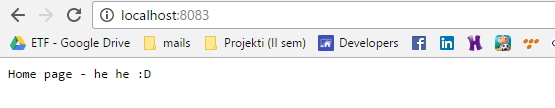 localhost:8083
ETF - Google Drive mails Projekti (II sem) Developers
Home page - he he :D